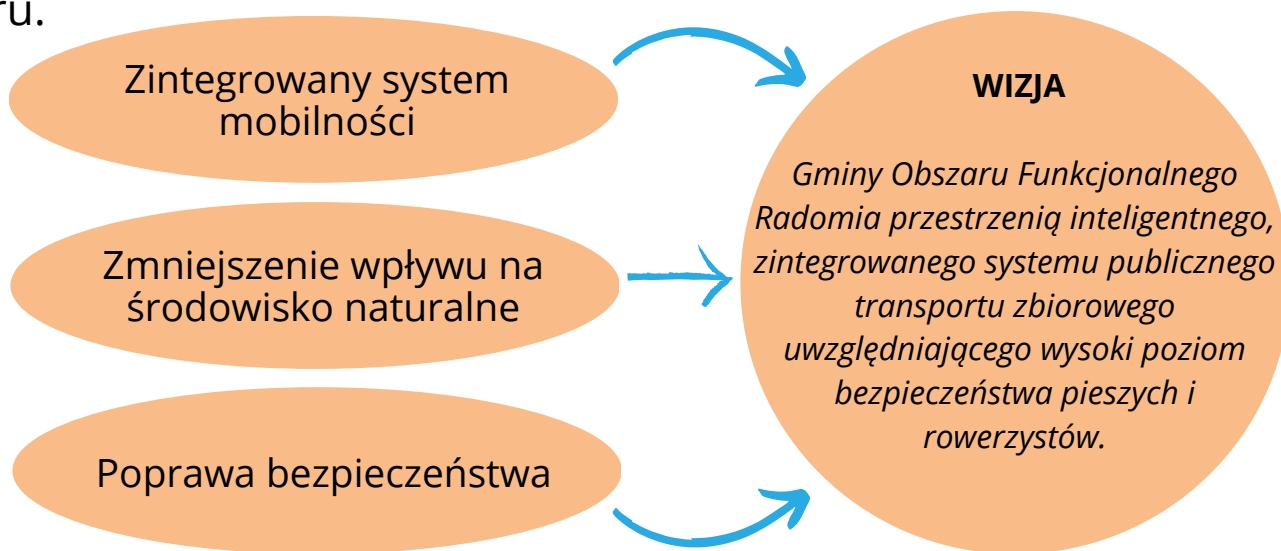 ru.
Zintegrowany system
mobilności
Zmniejszenie wpływu na
środowisko naturalne
Poprawa bezpieczeństwa
WIZJA
Gminy Obszaru Funkcjonalnego
Radomia przestrzenią inteligentnego,
zintegrowanego systemu publicznego
transportu zbiorowego
uwzględniającego wysoki poziom
bezpieczeństwa pieszych i
rowerzystów.